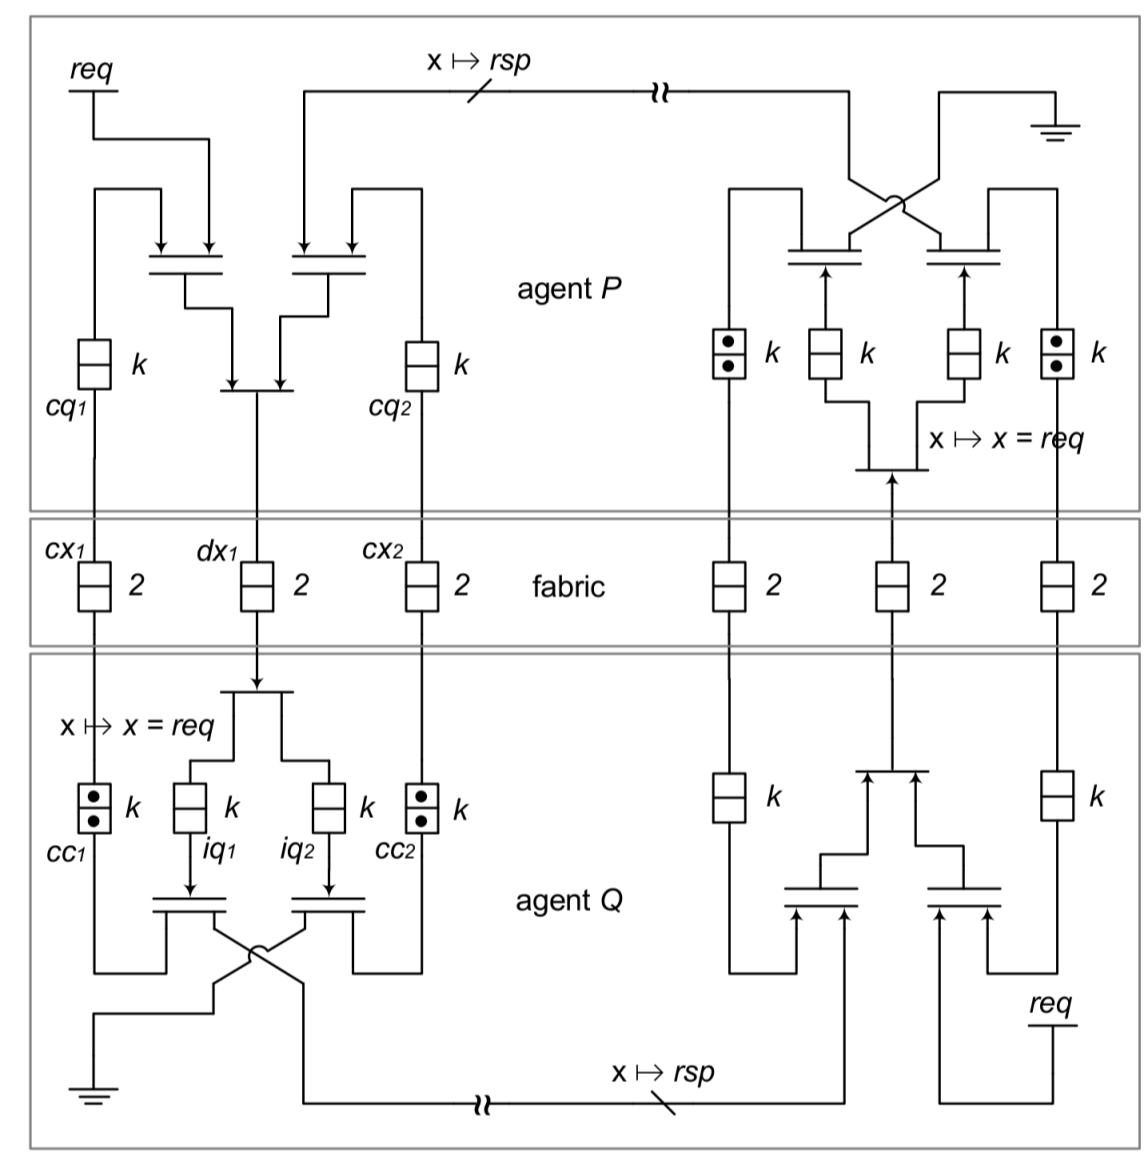 req
x ↦ rsp
agent P
k
k
k
k
k
k
cq1
cq2
x ↦ x = req
cx1
dx1
cx2
2
2
2
fabric
2
2
2
x ↦ x = req
k
k
k
k
k
k
cc1
iq1
iq2
cc2
agent Q
req
x ↦ rsp